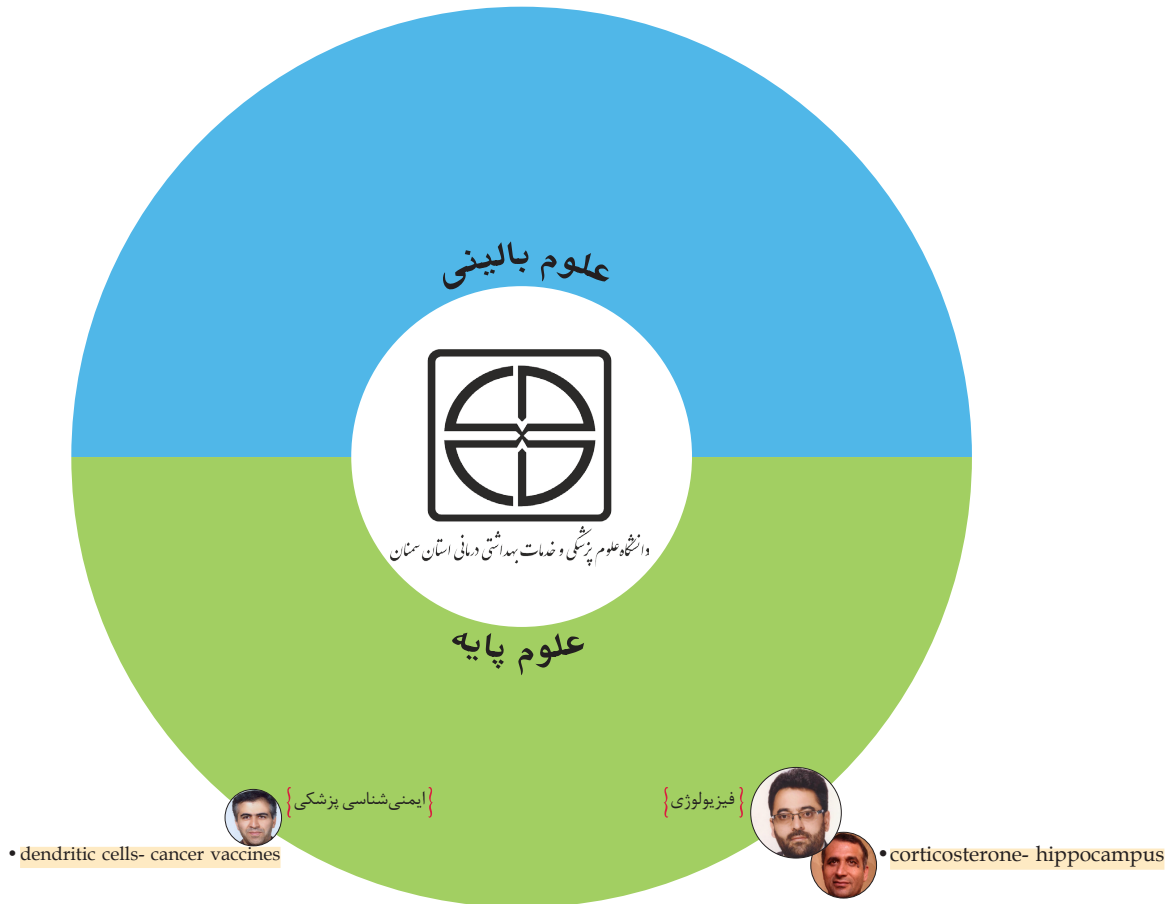 علوم بالینی
دانشگاه علوم پزشکی و خدمات بهداشتی درمانی استان سمنان
علوم پایه
{فیزیولوژی}
{ایمنی‌شناسی پزشکی}
• corticosterone- hippocampus
• dendritic cells- cancer vaccines